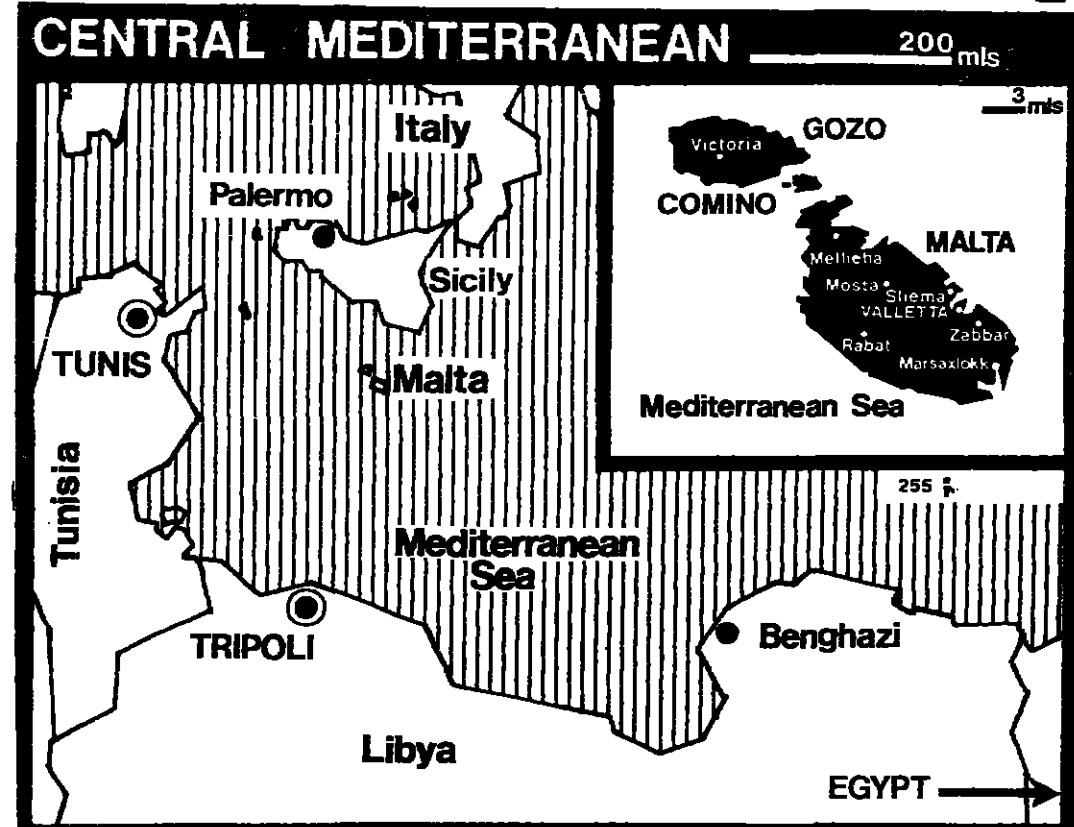 CENTRAL MEDITERRANEAN 200 mls
3 mls
Italy
GOZO
Victoria
Palermo
COMINO
MALTA
Mellieha
Sicily
Mosta
Sliema
VALLETTA
Zabbar
Rabat
TUNIS
Malta
Marsaxlokk
Mediterranean Sea
Tunisia
255
Mediterranean
Sea
TRIPOLI
Benghazi
Libya
EGYPT